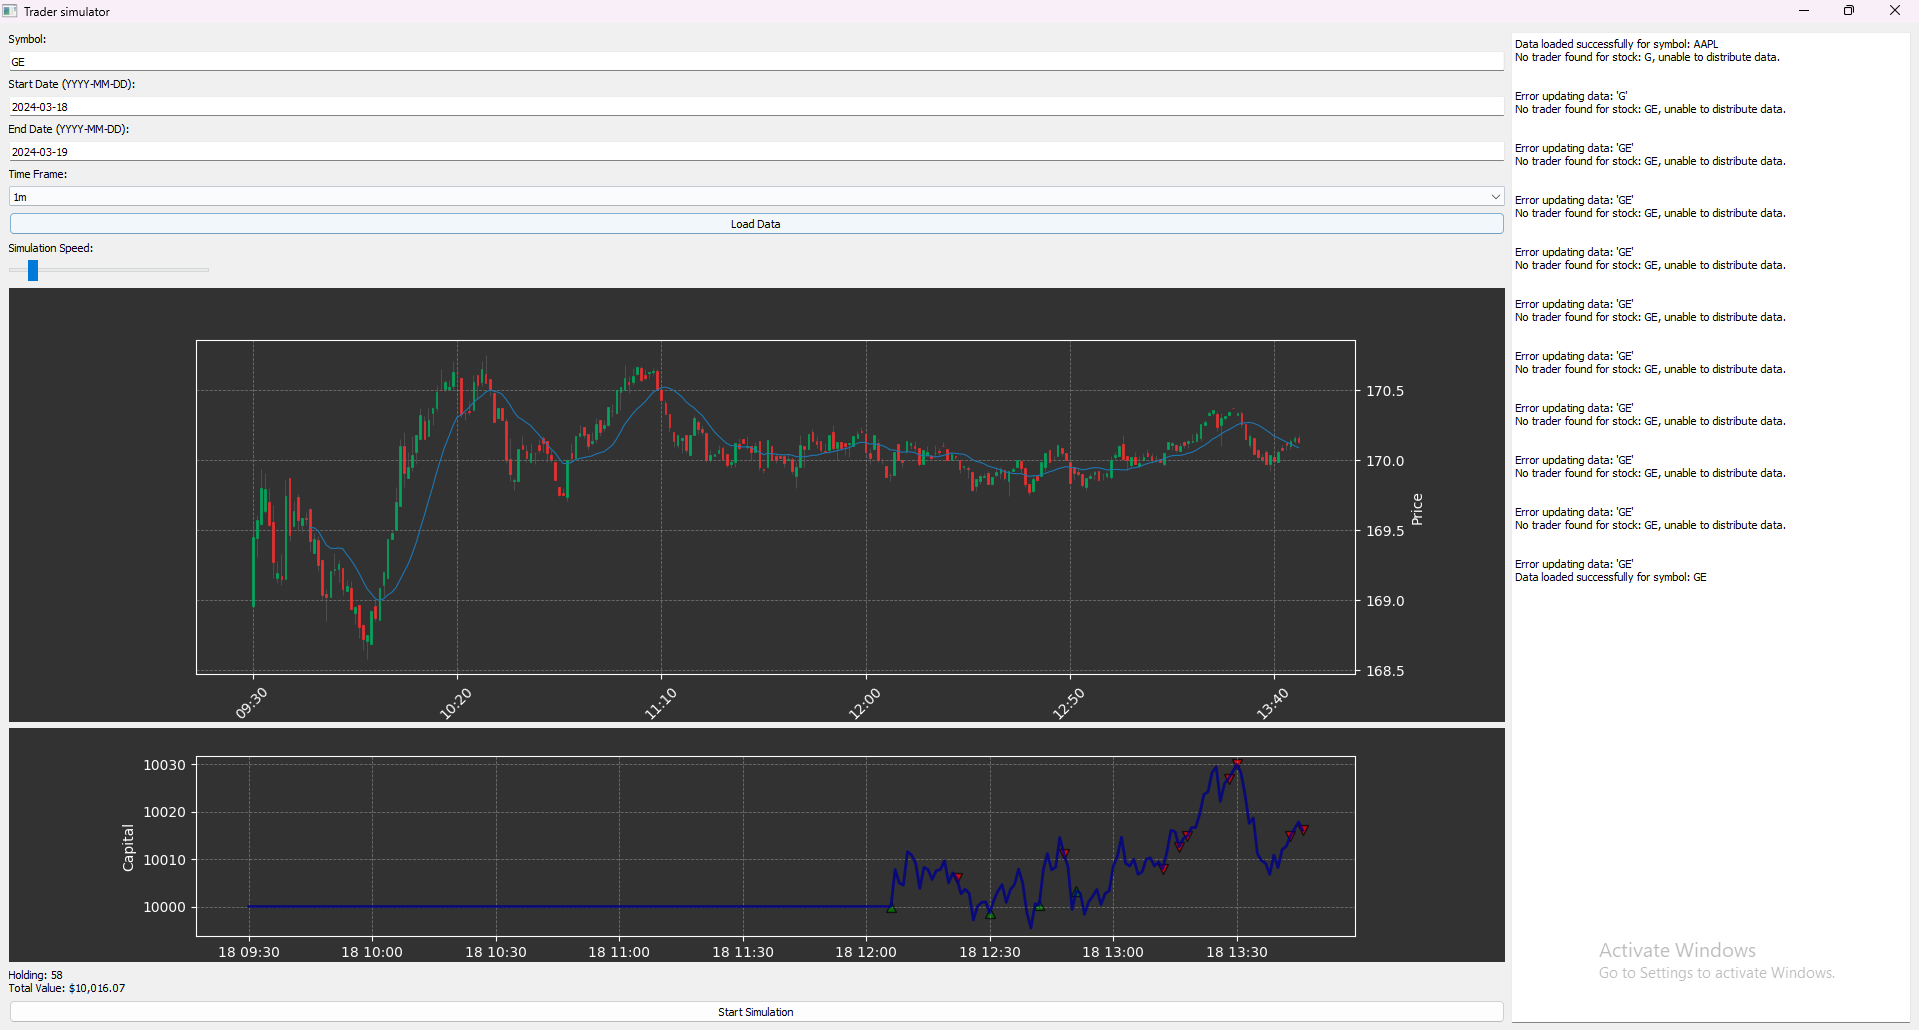 Trader simulator
Symbol:
GE
Start Date (YYYY-MM-DD):
2024-03-18
End Date (YYYY-MM-DD):
2024-03-19
Time Frame:
1m
Load Data
Simulation Speed:
170.5
170.0
169.5
169.0
168.5
Price
09:30
10:20
11:10
12:00
12:50
13:40
10030
10020
10010
10000
Capital
18 09:30
18 10:00
18 10:30
18 11:00
18 11:30
18 12:00
18 12:30
18 13:00
18 13:30
Holding: 58
Total Value: $10,016.07
Start Simulation
Data loaded successfully for symbol: AAPL
No trader found for stock: G, unable to distribute data.
Error updating data: 'G'
No trader found for stock: GE, unable to distribute data.
Error updating data: 'GE'
No trader found for stock: GE, unable to distribute data.
Error updating data: 'GE'
No trader found for stock: GE, unable to distribute data.
Error updating data: 'GE'
No trader found for stock: GE, unable to distribute data.
Error updating data: 'GE'
No trader found for stock: GE, unable to distribute data.
Error updating data: 'GE'
No trader found for stock: GE, unable to distribute data.
Error updating data: 'GE'
No trader found for stock: GE, unable to distribute data.
Error updating data: 'GE'
No trader found for stock: GE, unable to distribute data.
Error updating data: 'GE'
No trader found for stock: GE, unable to distribute data.
Error updating data: 'GE'
Data loaded successfully for symbol: GE
Activate Windows
Go to Settings to activate Windows.